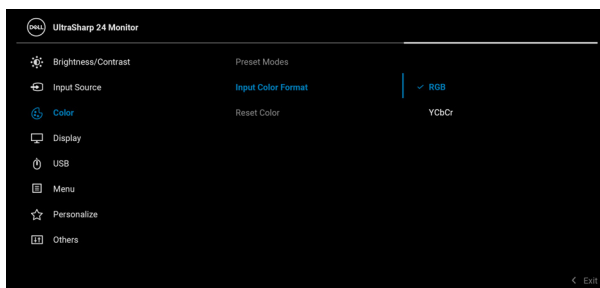 DELL UltraSharp 24 Monitor
Brightness/Contrast Preset Modes
Input Source Input Color Format RGB
Color Reset Color YCbCr
Display
USB
Menu
Personalize
Others
Exit